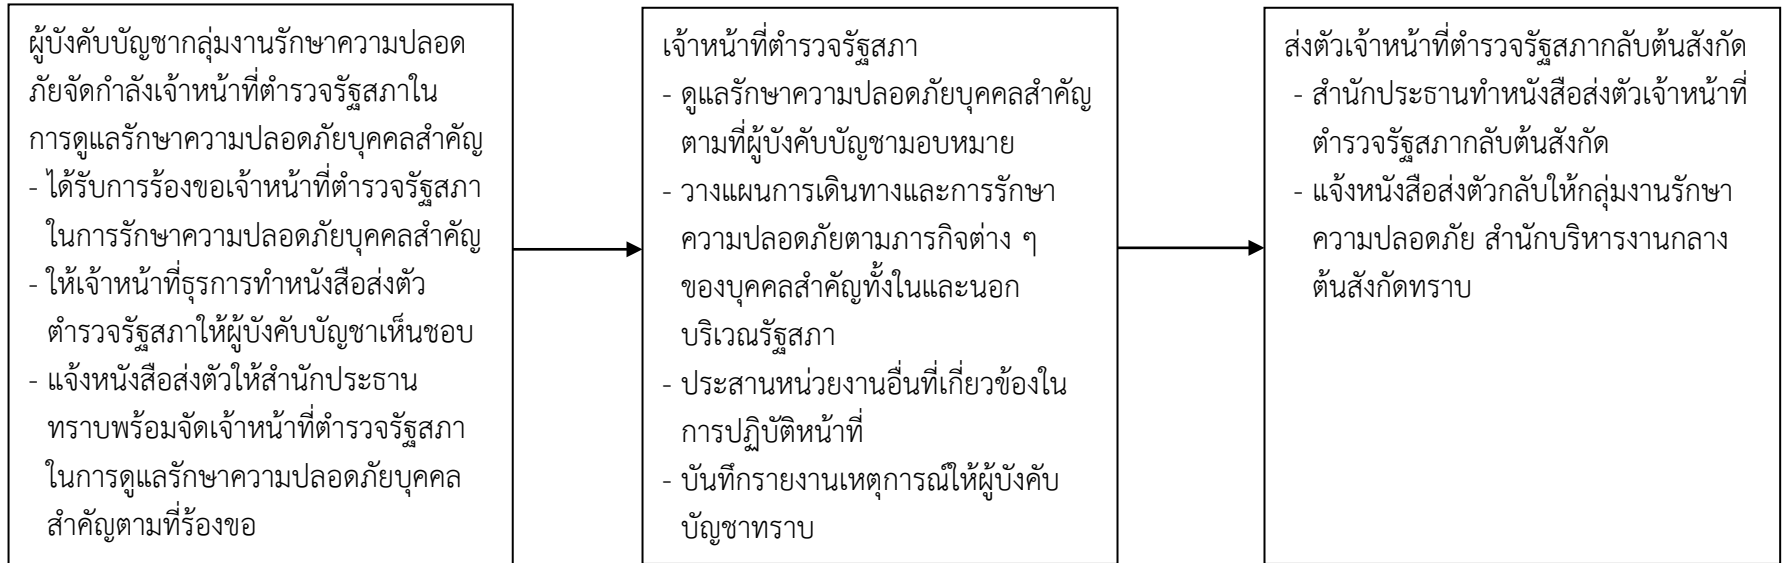 ผู้บังคับบัญชากลุ่มงานรักษาความปลอด
ภัยจัดกำลังเจ้าหน้าที่ตำรวจรัฐสภาใน
การดูแลรักษาความปลอดภัยบุคคลสำคัญ
- ได้รับการร้องขอเจ้าหน้าที่ตำรวจรัฐสภา
ในการรักษาความปลอดภัยบุคคลสำคัญ
- ให้เจ้าหน้าที่ธุรการทำหนังสือส่งตัว
ตำรวจรัฐสภาให้ผู้บังคับบัญชาเห็นชอบ
- แจ้งหนังสือส่งตัวให้สำนักประธาน
ทราบพร้อมจัดเจ้าหน้าที่ตำรวจรัฐสภา
ในการดูแลรักษาความปลอดภัยบุคคล
สำคัญตามที่ร้องขอ
เจ้าหน้าที่ตำรวจรัฐสภา
- ดูแลรักษาความปลอดภัยบุคคลสำคัญ
ตามที่ผู้บังคับบัญชามอบหมาย
- วางแผนการเดินทางและการรักษา
ความปลอดภัยตามภารกิจต่าง ๆ
ของบุคคลสำคัญทั้งในและนอก
บริเวณรัฐสภา
- ประสานหน่วยงานอื่นที่เกี่ยวข้องใน
การปฏิบัติหน้าที่
- บันทึกรายงานเหตุการณ์ให้ผู้บังคับ
บัญชาทราบ
ส่งตัวเจ้าหน้าที่ตำรวจรัฐสภากลับต้นสังกัด
- สำนักประธานทำหนังสือส่งตัวเจ้าหน้าที่
ตำรวจรัฐสภากลับต้นสังกัด
- แจ้งหนังสือส่งตัวกลับให้กลุ่มงานรักษา
ความปลอดภัย สำนักบริหารงานกลาง
ต้นสังกัดทราบ